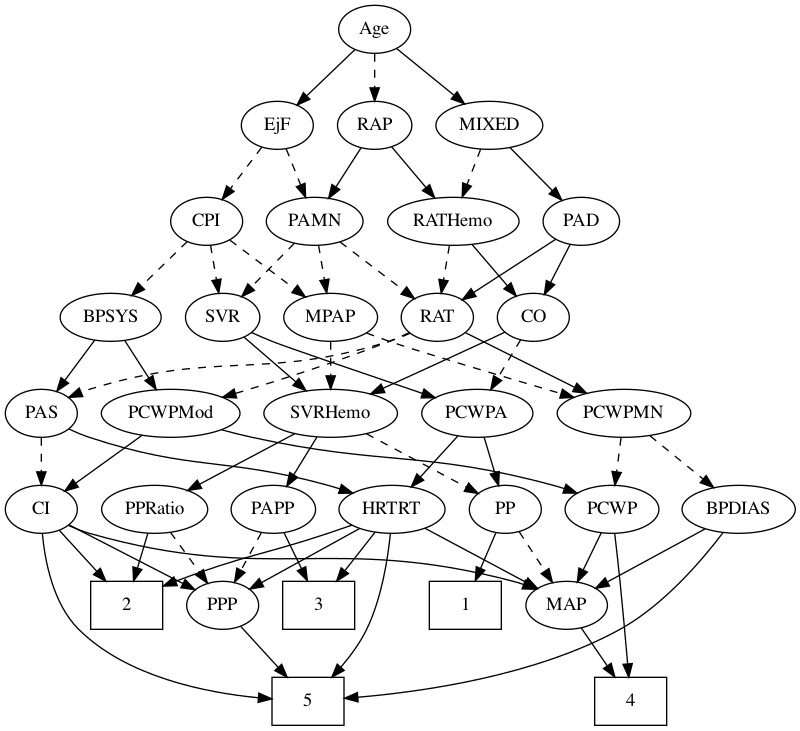 Age
EjF
RAP
MIXED
CPI
PAMN
RATHemo
PAD
BPSYS
SVR
MPAP
RAT
CO
PAS
PCWPMod
SVRHemo
PCWPA
PCWPMN
CI
PPRatio
PAPP
HRTRT
PP
PCWP
BPDIAS
2
PPP
3
1
MAP
5
4